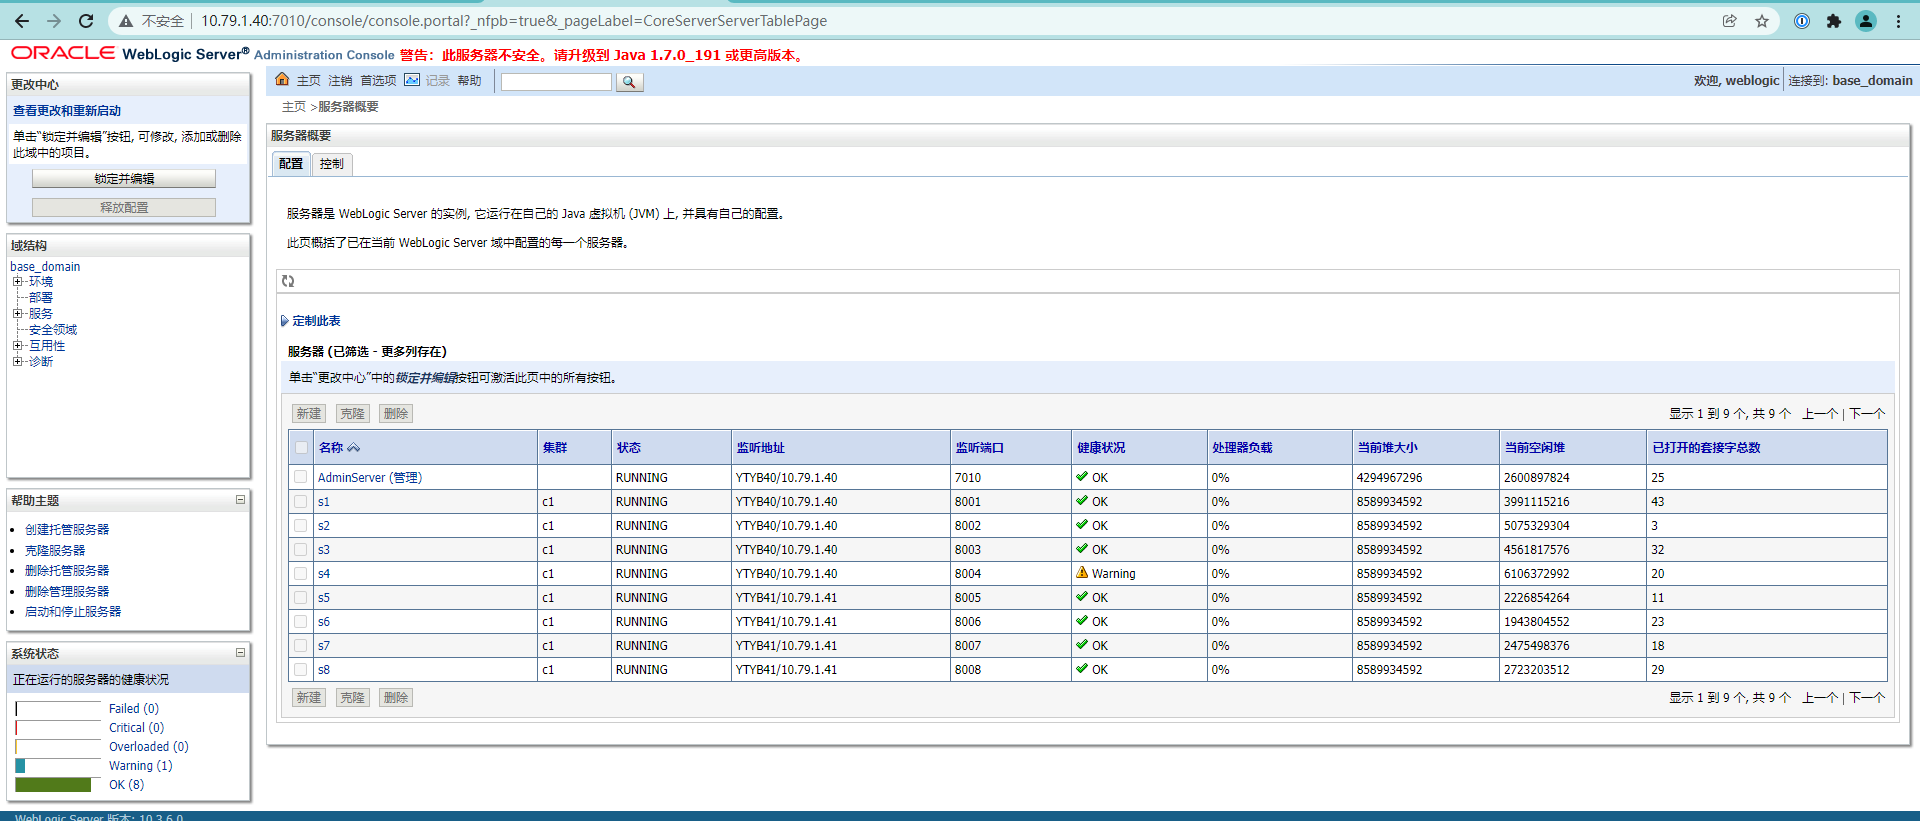 不安全 | 10.79.1.40:7010/console/console.portal?_nfpb=true&_pageLabel=CoreServerServerTablePage
ORACLE WebLogic Server® Administration Console 警告：此服务器不安全。请升级到 Java 1.7.0_191 或更高版本。
更改中心
查看更改和重新启动
单击“锁定并编辑”按钮, 可修改, 添加或删除
此域中的项目。
锁定并编辑
释放配置
域结构
base_domain
环境
部署
服务
安全领域
互用性
诊断
帮助主题
创建托管服务器
克隆服务器
删除托管服务器
删除管理服务器
启动和停止服务器
系统状态
正在运行的服务器的健康状况
Failed (0)
Critical (0)
Overloaded (0)
Warning (1)
OK (8)
主页 注销 首选项 记录 帮助
欢迎, weblogic 连接到: base_domain
主页 >服务器概要
服务器概要
配置 控制
服务器是 WebLogic Server 的实例, 它运行在自己的 Java 虚拟机 (JVM) 上, 并具有自己的配置。
此页概括了已在当前 WebLogic Server 域中配置的每一个服务器。
定制此表
服务器 (已筛选 - 更多列存在)
单击“更改中心”中的锁定并编辑按钮可激活此页中的所有按钮。
新建 克隆 删除 显示 1 到 9 个, 共 9 个 上一个 | 下一个
名称 集群 状态 监听地址 监听端口 健康状况 处理器负载 当前堆大小 当前空闲堆 已打开的套接字总数
AdminServer (管理) RUNNING YTYB40/10.79.1.40 7010 OK 0% 4294967296 2600897824 25
s1 c1 RUNNING YTYB40/10.79.1.40 8001 OK 0% 8589934592 3991115216 43
s2 c1 RUNNING YTYB40/10.79.1.40 8002 OK 0% 8589934592 5075329304 3
s3 c1 RUNNING YTYB40/10.79.1.40 8003 OK 0% 8589934592 4561817576 32
s4 c1 RUNNING YTYB40/10.79.1.40 8004 Warning 0% 8589934592 6106372992 20
s5 c1 RUNNING YTYB41/10.79.1.41 8005 OK 0% 8589934592 2226854264 11
s6 c1 RUNNING YTYB41/10.79.1.41 8006 OK 0% 8589934592 1943804552 23
s7 c1 RUNNING YTYB41/10.79.1.41 8007 OK 0% 8589934592 2475498376 18
s8 c1 RUNNING YTYB41/10.79.1.41 8008 OK 0% 8589934592 2723203512 29
新建 克隆 删除 显示 1 到 9 个, 共 9 个 上一个 | 下一个
WebLogic Server 版本: 10.3.6.0